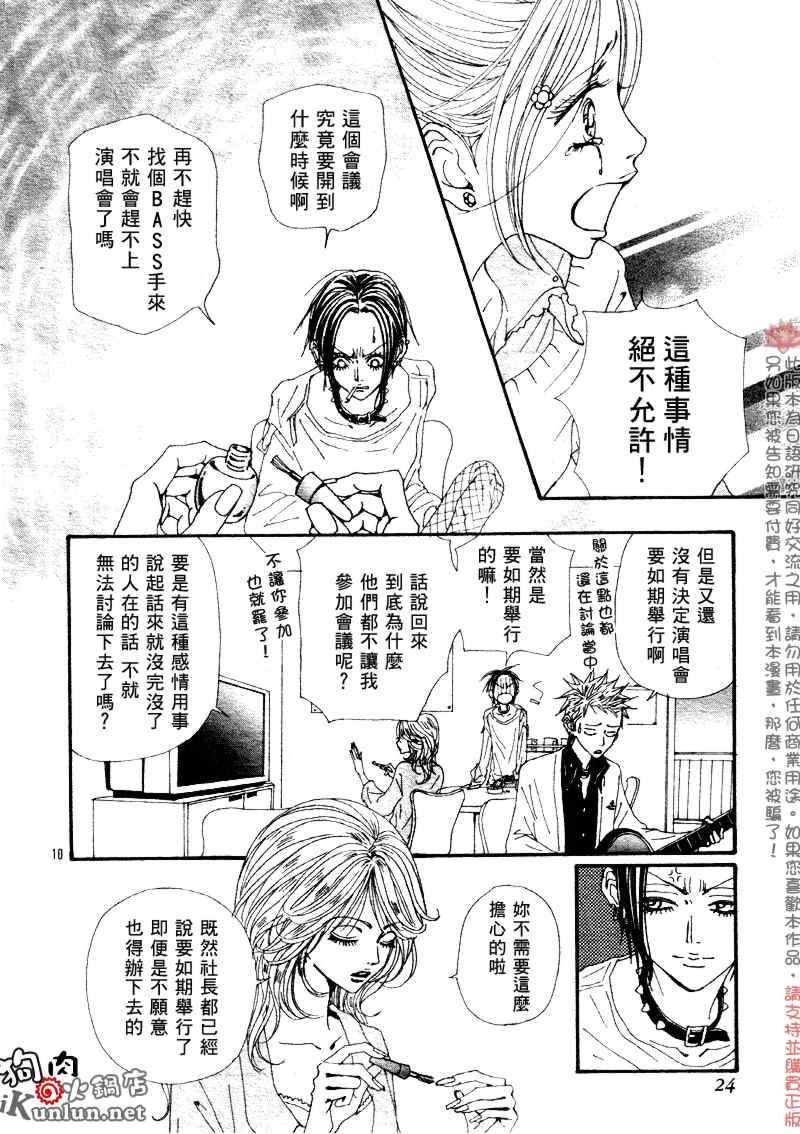 這種事情
絕不允許！
這個會議
究竟要開到
什麼時候啊
再不趕快
找個BASS手來
不就會趕不上
演唱會了嗎
但是又還
沒有決定演唱會
要如期舉行啊
關於這點也都
還在討論當中
當然是
要如期舉行
的嘛！
話說回來
到底為什麼
他們都不讓我
參加會議呢？
不讓你參加
也就罷了！
要是有這種感情用事
說起話來就沒完沒了
的人在的話 不就
無法討論下去了嗎？
10
妳不需要這麼
擔心的啦
既然社長都已經
說要如期舉行了
即便是不願意
也得辦下去的
24
狗肉火鍋店
iKunlun.net
此版本為日語研究同好交流之用，請勿用於任何商業用途。如果您喜歡本作品，請支持並購買正版
另如果您被告知需要付費，才能看到本漫畫，那麼，您被騙了！